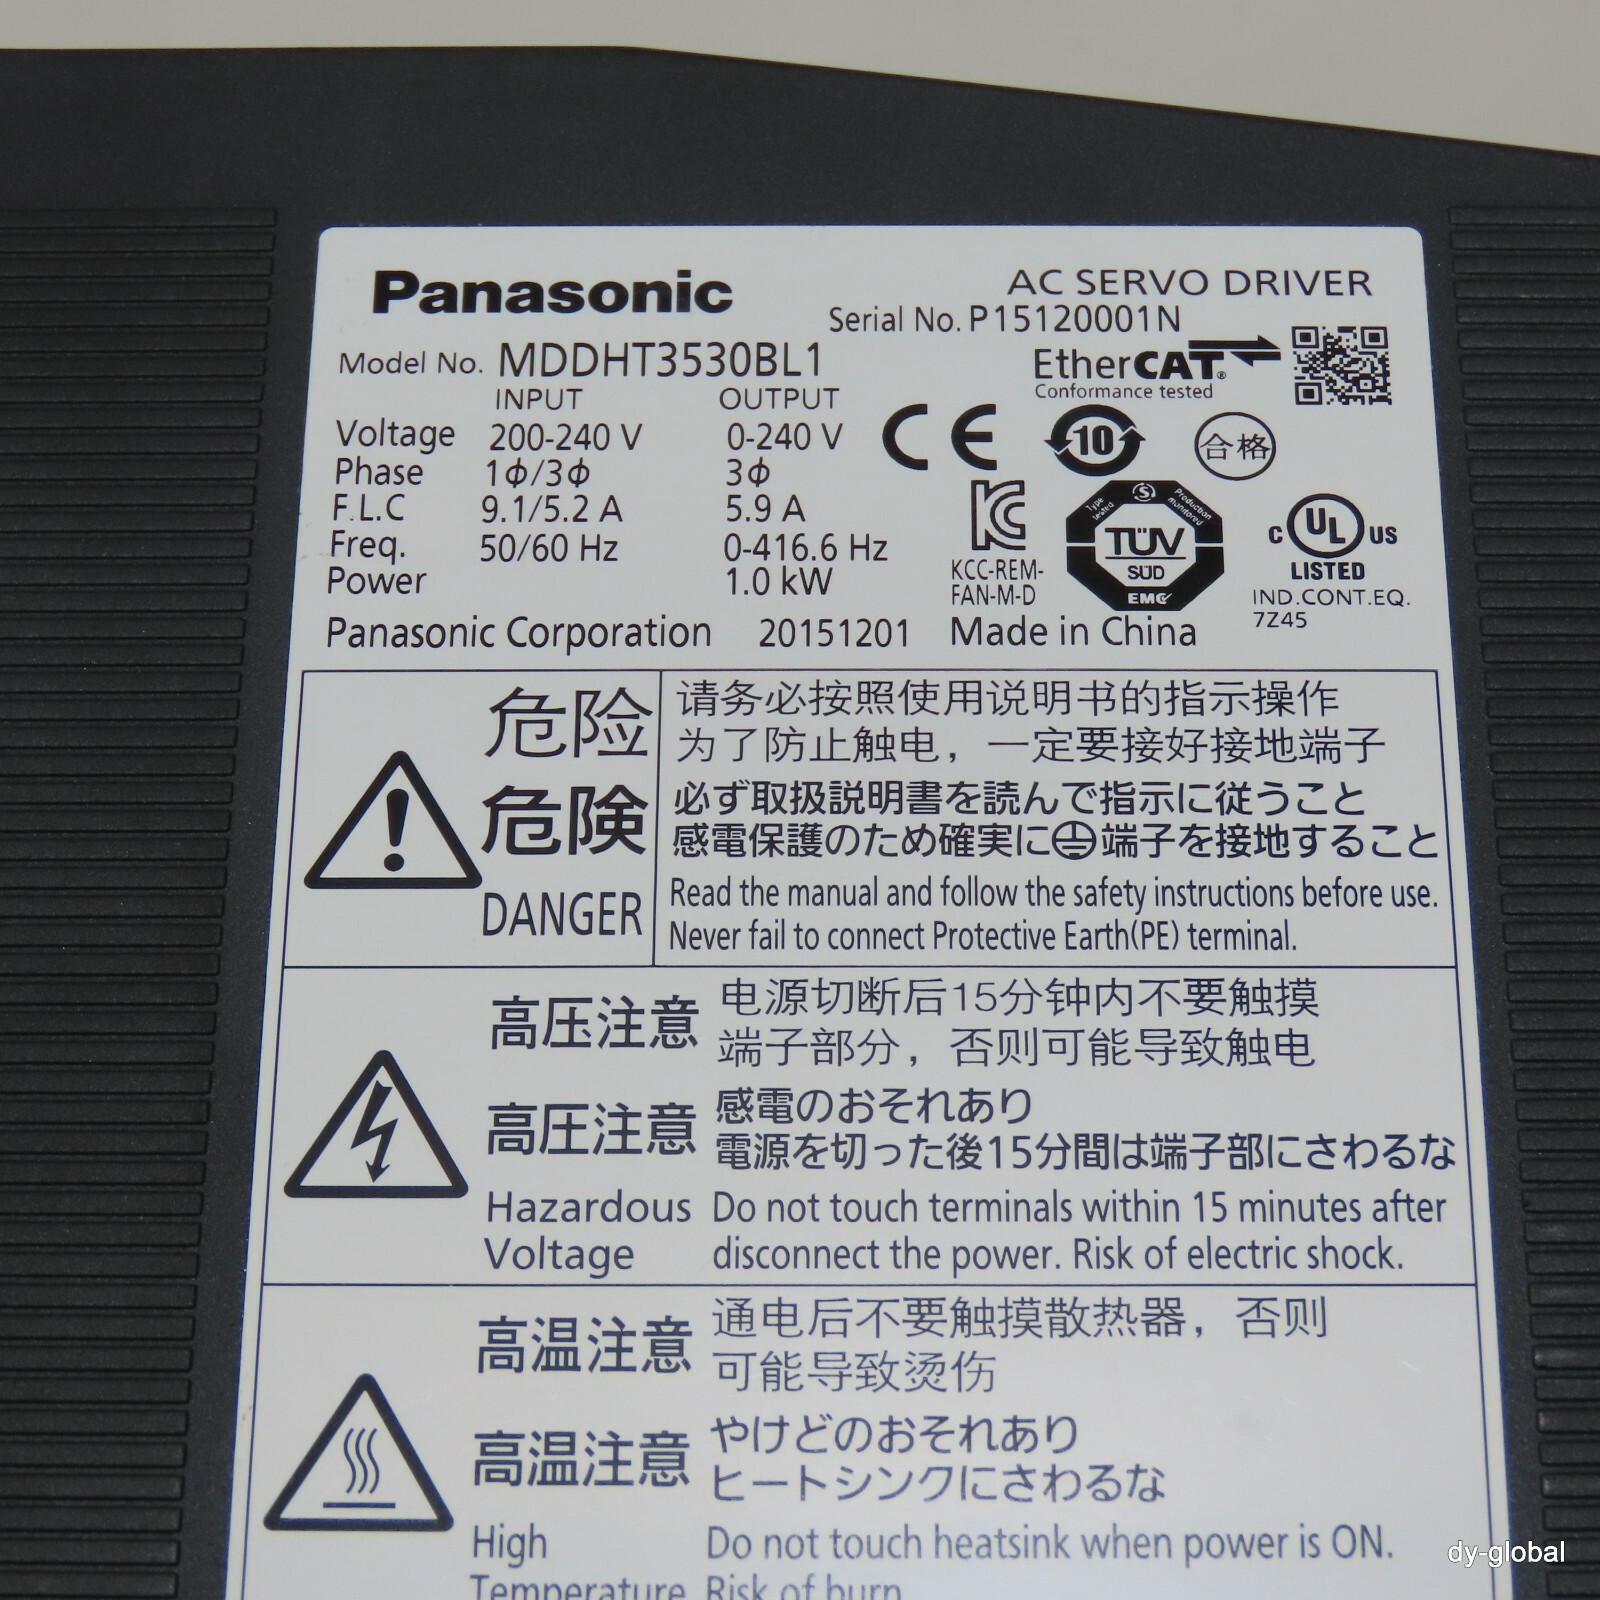 Panasonic
AC SERVO DRIVER
Serial No. P15120001N
Model No. MDDHT3530BL1
EtherCAT®
Conformance tested
INPUT OUTPUT
Voltage 200-240 V 0-240 V
Phase 1ϕ/3ϕ 3ϕ
F.L.C 9.1/5.2 A 5.9 A
Freq. 50/60 Hz 0-416.6 Hz
Power 1.0 kW
CE
10
合格
KCC-REM-
FAN-M-D
Type tested
Production monitored
TÜV
SÜD
EMC
C UL US
LISTED
IND.CONT.EQ.
7Z45
Panasonic Corporation 20151201 Made in China
危险
危険
DANGER
请务必按照使用说明书的指示操作
为了防止触电，一定要接好接地端子
必ず取扱説明書を読んで指示に従うこと
感電保護のため確実に⏚端子を接地すること
Read the manual and follow the safety instructions before use.
Never fail to connect Protective Earth(PE) terminal.
高压注意
电源切断后15分钟内不要触摸
端子部分，否则可能导致触电
高圧注意
感電のおそれあり
電源を切った後15分間は端子部にさわるな
Hazardous
Voltage
Do not touch terminals within 15 minutes after
disconnect the power. Risk of electric shock.
高温注意
通电后不要触摸散热器，否则
可能导致烫伤
高温注意
やけどのおそれあり
ヒートシンクにさわるな
High
Temperature
Do not touch heatsink when power is ON.
Risk of burn
dy-global